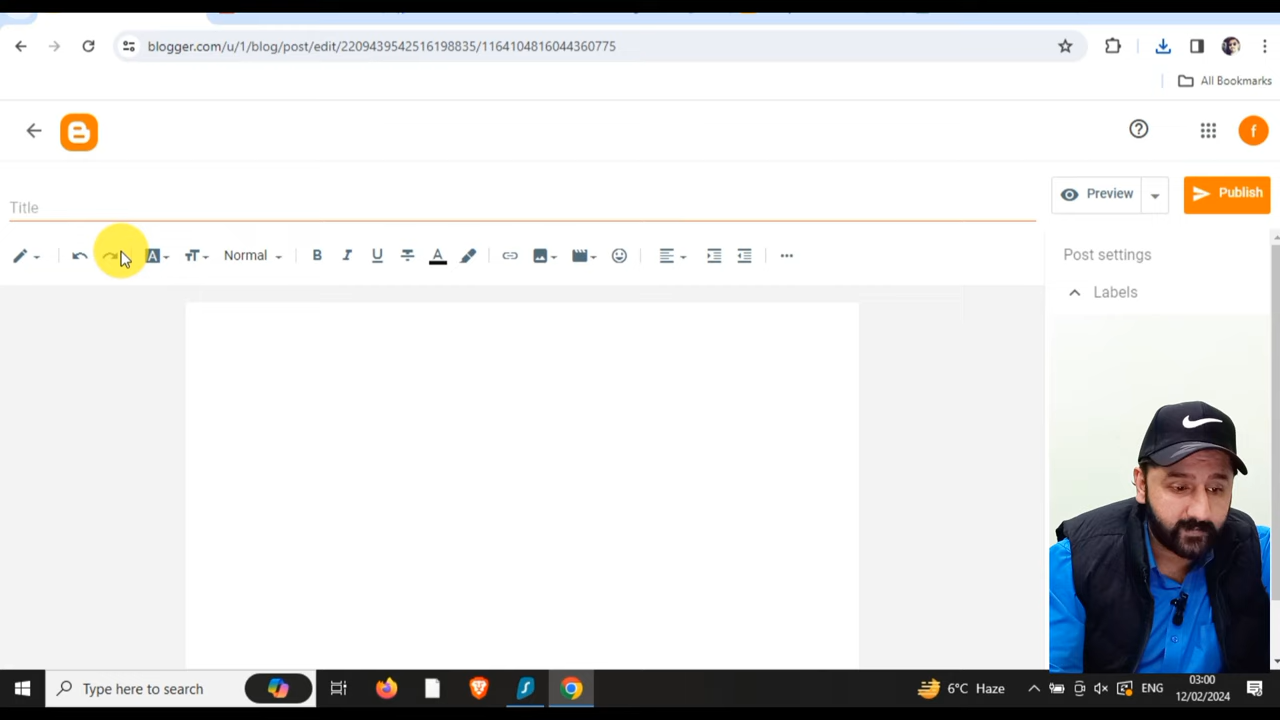 blogger.com/u/1/blog/post/edit/2209439542516198835/1164104816044360775
All Bookmarks
f
Title
Preview
Publish
Normal
B I U A
Post settings
Labels
Type here to search
6°C Haze
ENG
03:00
12/02/2024